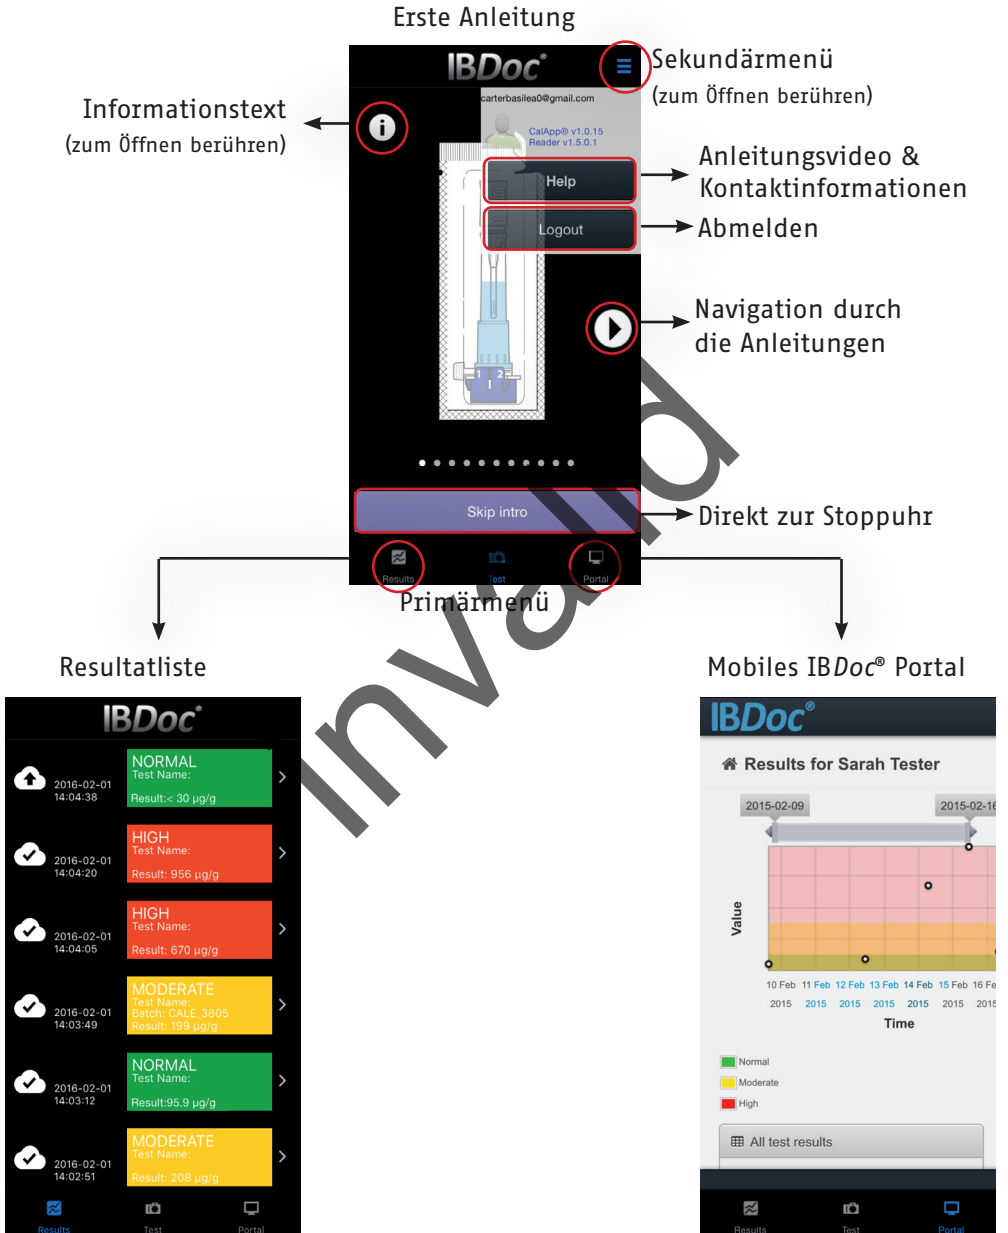 Erste Anleitung
IBDoc®
Sekundärmenü
(zum Öffnen berühren)
carterbasilea0@gmail.com
Informationstext
(zum Öffnen berühren)
i
CalApp® v1.0.15
Reader v1.5.0.1
Help
Anleitungsvideo &
Kontaktinformationen
Logout
Abmelden
Navigation durch
die Anleitungen
1 2
Skip intro
Direkt zur Stoppuhr
Results
Test
Portal
Primärmenü
Invalid
Resultatliste
IBDoc®
2016-02-01
14:04:38
NORMAL
Test Name:
Result:< 30 µg/g
2016-02-01
14:04:20
HIGH
Test Name:
Result: 956 µg/g
2016-02-01
14:04:05
HIGH
Test Name:
Result: 670 µg/g
2016-02-01
14:03:49
MODERATE
Test Name:
Batch: CALE_3805
Result: 199 µg/g
2016-02-01
14:03:12
NORMAL
Test Name:
Result:95.9 µg/g
2016-02-01
14:02:51
MODERATE
Test Name:
Result: 208 µg/g
Results
Test
Portal
Mobiles IBDoc® Portal
IBDoc®
Results for Sarah Tester
2015-02-09
2015-02-16
Value
10 Feb 11 Feb 12 Feb 13 Feb 14 Feb 15 Feb 16 Fe
2015 2015 2015 2015 2015 2015 2015
Time
Normal
Moderate
High
All test results
Results
Test
Portal